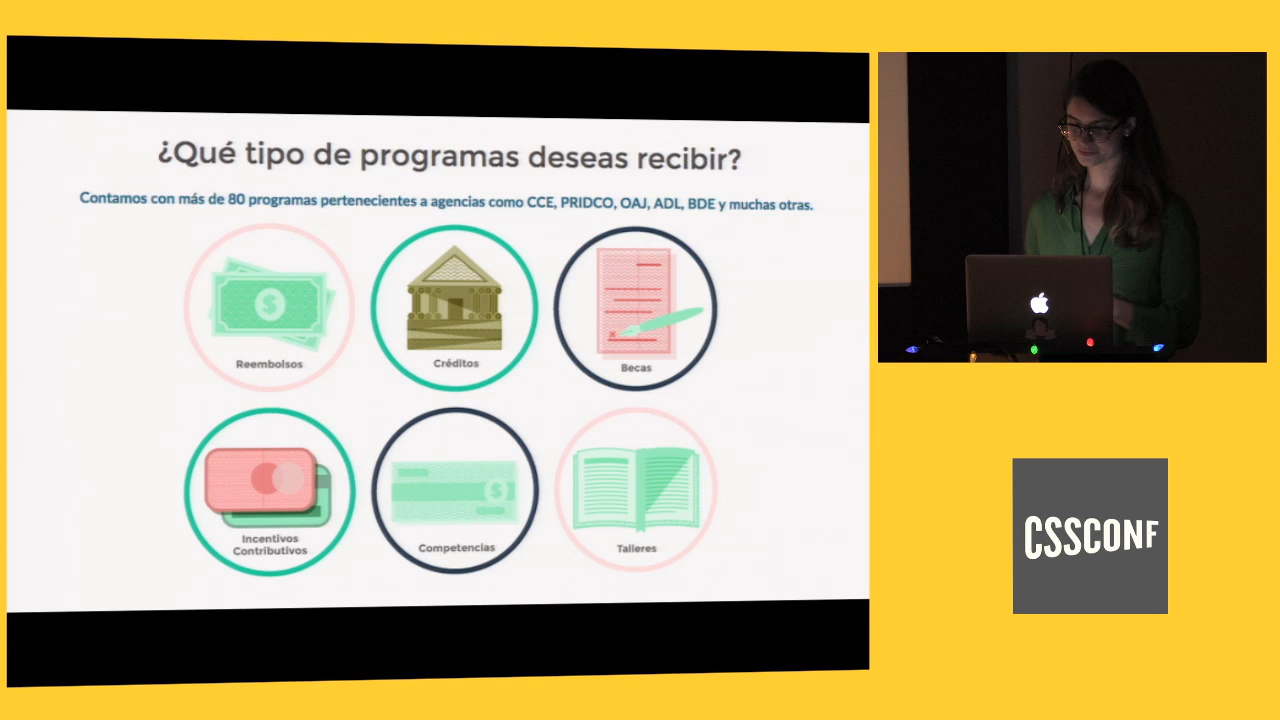 ¿Qué tipo de programas deseas recibir?
Contamos con más de 80 programas pertenecientes a agencias como CCE, PRIDCO, OAJ, ADL, BDE y muchas otras.
Reembolsos
Créditos
Becas
Incentivos
Contributivos
Competencias
Talleres
CSSCONF